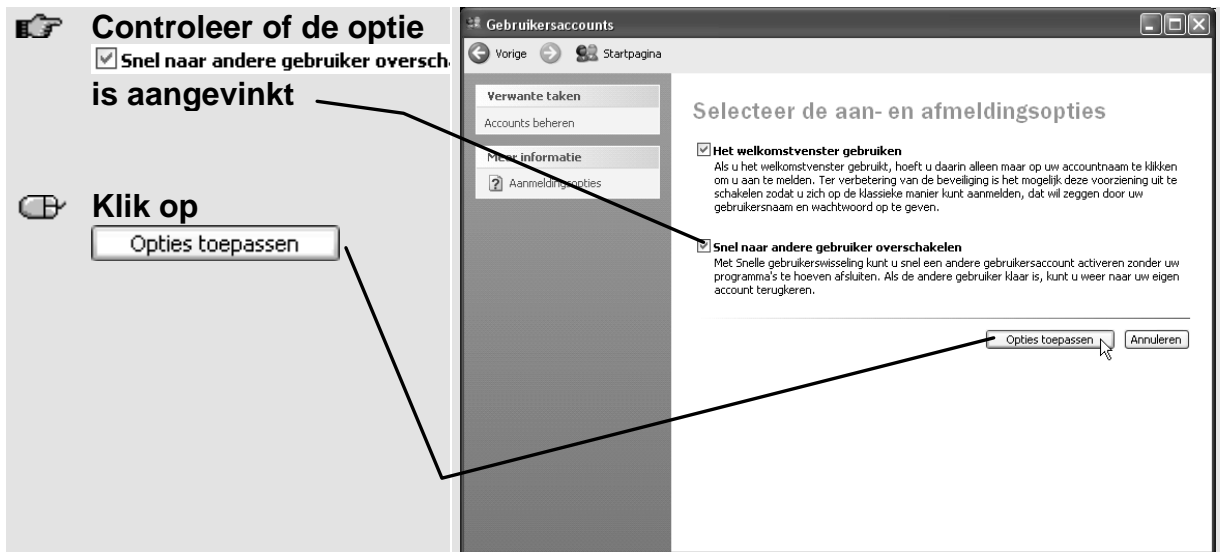 Controleer of de optie
Snel naar andere gebruiker oversch
is aangevinkt
Klik op
Opties toepassen
Gebruikersaccounts
Vorige
Startpagina
Verwante taken
Accounts beheren
Meer informatie
Aanmeldingsopties
Selecteer de aan- en afmeldingsopties
Het welkomstvenster gebruiken
Als u het welkomstvenster gebruikt, hoeft u daarin alleen maar op uw accountnaam te klikken
om u aan te melden. Ter verbetering van de beveiliging is het mogelijk deze voorziening uit te
schakelen zodat u zich op de klassieke manier kunt aanmelden, dat wil zeggen door uw
gebruikersnaam en wachtwoord op te geven.
Snel naar andere gebruiker overschakelen
Met Snelle gebruikerswisseling kunt u snel een andere gebruikersaccount activeren zonder uw
programma's te hoeven afsluiten. Als de andere gebruiker klaar is, kunt u weer naar uw eigen
account terugkeren.
Opties toepassen
Annuleren